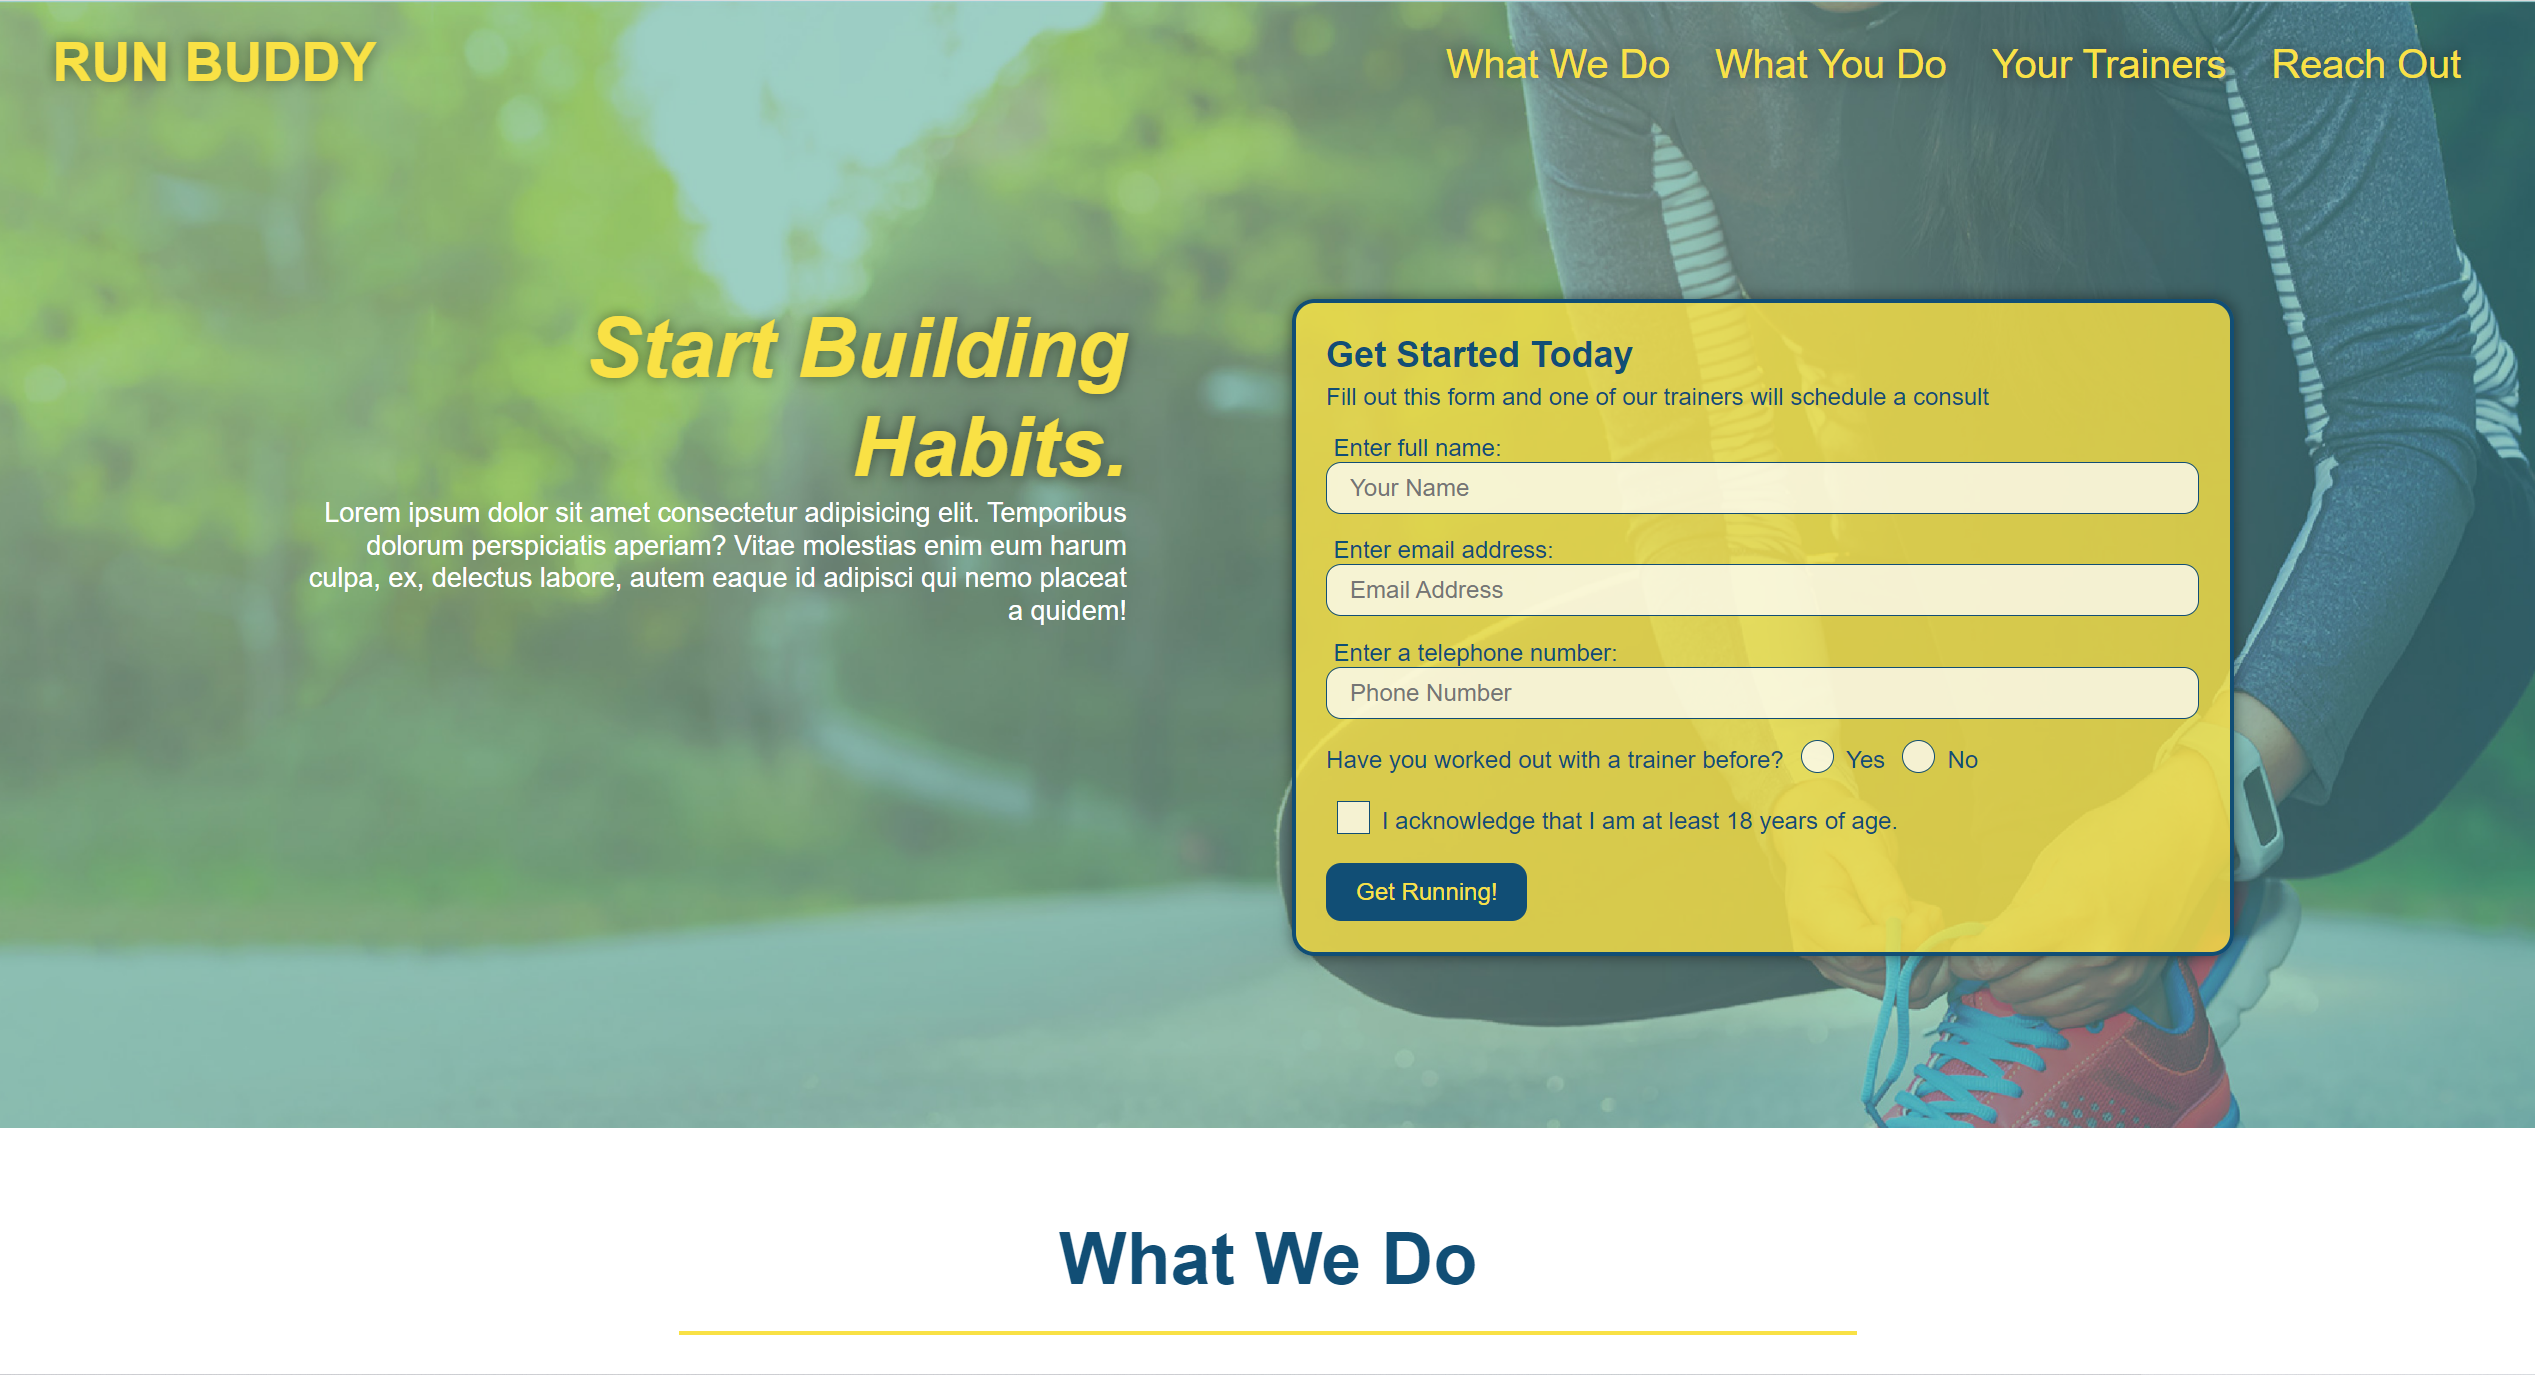 RUN BUDDY
What We Do
What You Do
Your Trainers
Reach Out
Start Building
Habits.
Lorem ipsum dolor sit amet consectetur adipisicing elit. Temporibus
dolorum perspiciatis aperiam? Vitae molestias enim eum harum
culpa, ex, delectus labore, autem eaque id adipisci qui nemo placeat
a quidem!
Get Started Today
Fill out this form and one of our trainers will schedule a consult
Enter full name:
Your Name
Enter email address:
Email Address
Enter a telephone number:
Phone Number
Have you worked out with a trainer before? Yes No
I acknowledge that I am at least 18 years of age.
Get Running!
What We Do